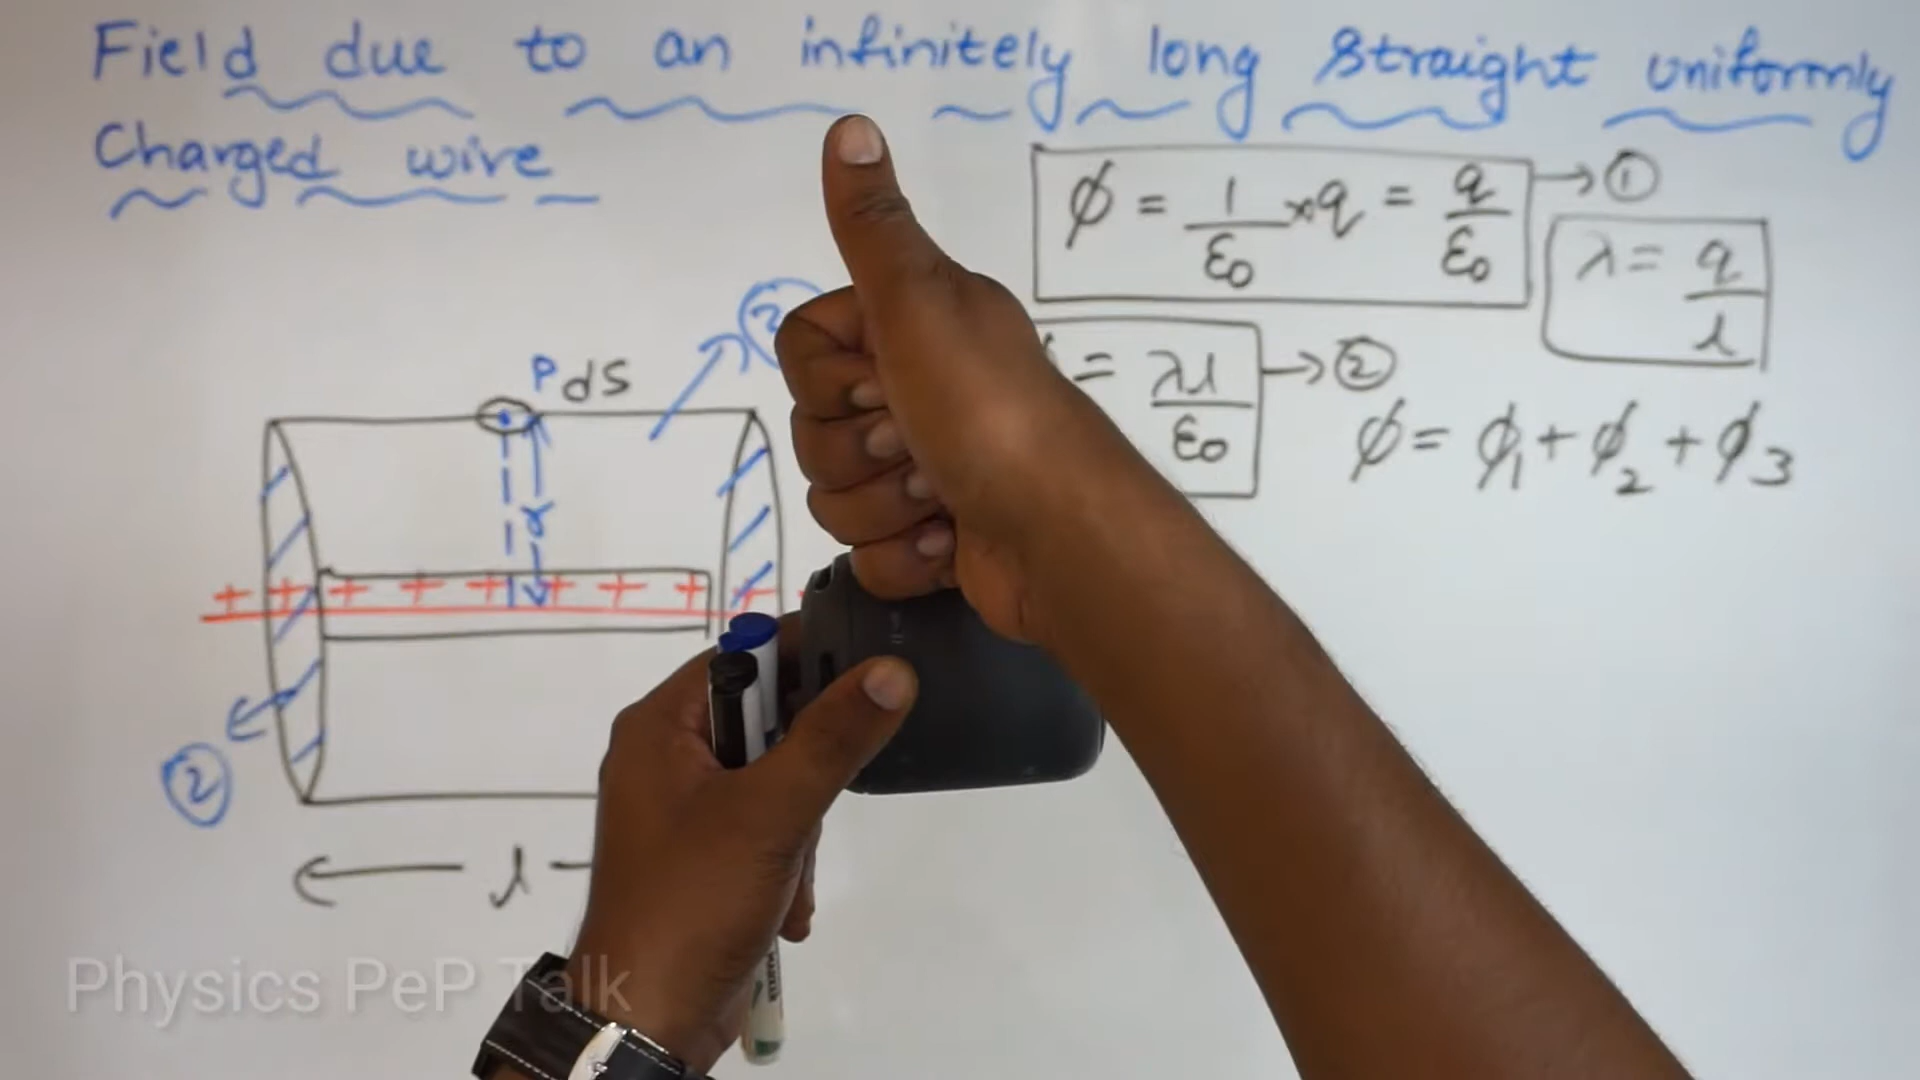 Field due to an infinitely long straight uniformly
Charged wire
ϕ = 1/ε₀ × q = q/ε₀ → ①
λ = q/l
= λl/ε₀ → ②
ϕ = ϕ₁ + ϕ₂ + ϕ₃
②
P dS
r
+ + + + + + + + +
②
l
Physics PeP Talk